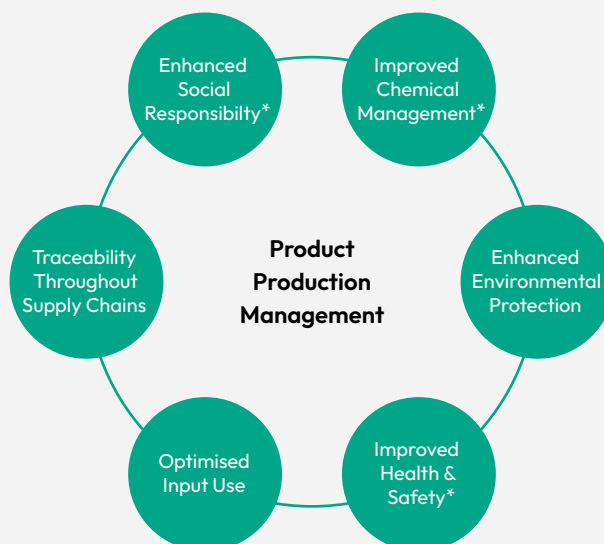 Enhanced
Social
Responsibilty*
Improved
Chemical
Management*
Traceability
Throughout
Supply Chains
Product
Production
Management
Enhanced
Environmental
Protection
Optimised
Input Use
Improved
Health &
Safety*